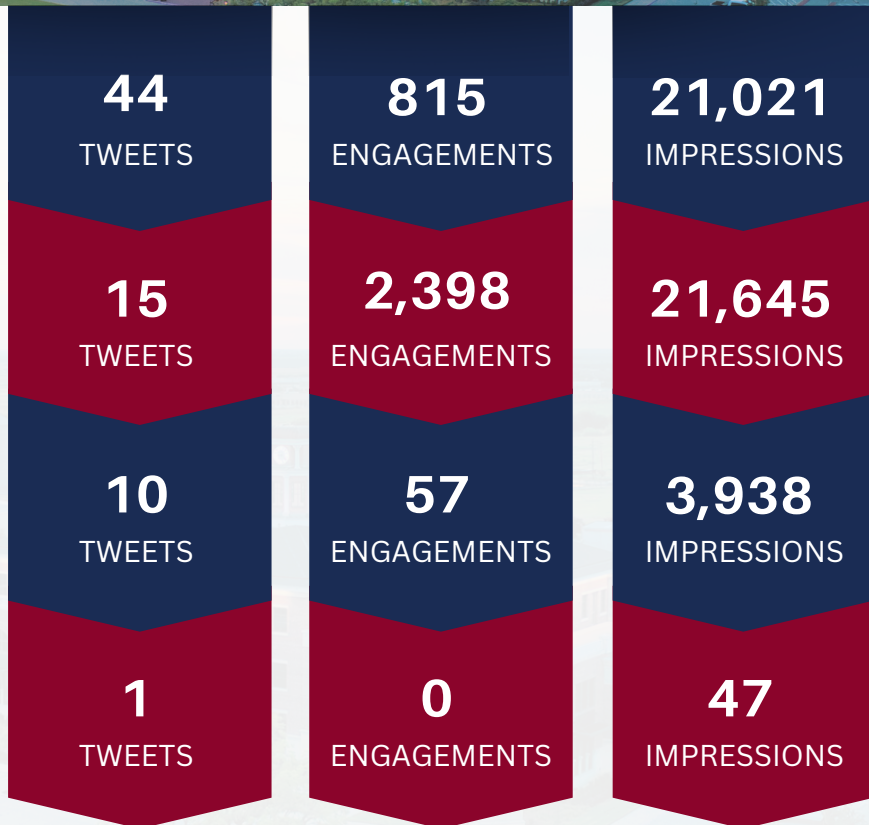 44
TWEETS
815
ENGAGEMENTS
21,021
IMPRESSIONS
15
TWEETS
2,398
ENGAGEMENTS
21,645
IMPRESSIONS
10
TWEETS
57
ENGAGEMENTS
3,938
IMPRESSIONS
1
TWEETS
0
ENGAGEMENTS
47
IMPRESSIONS